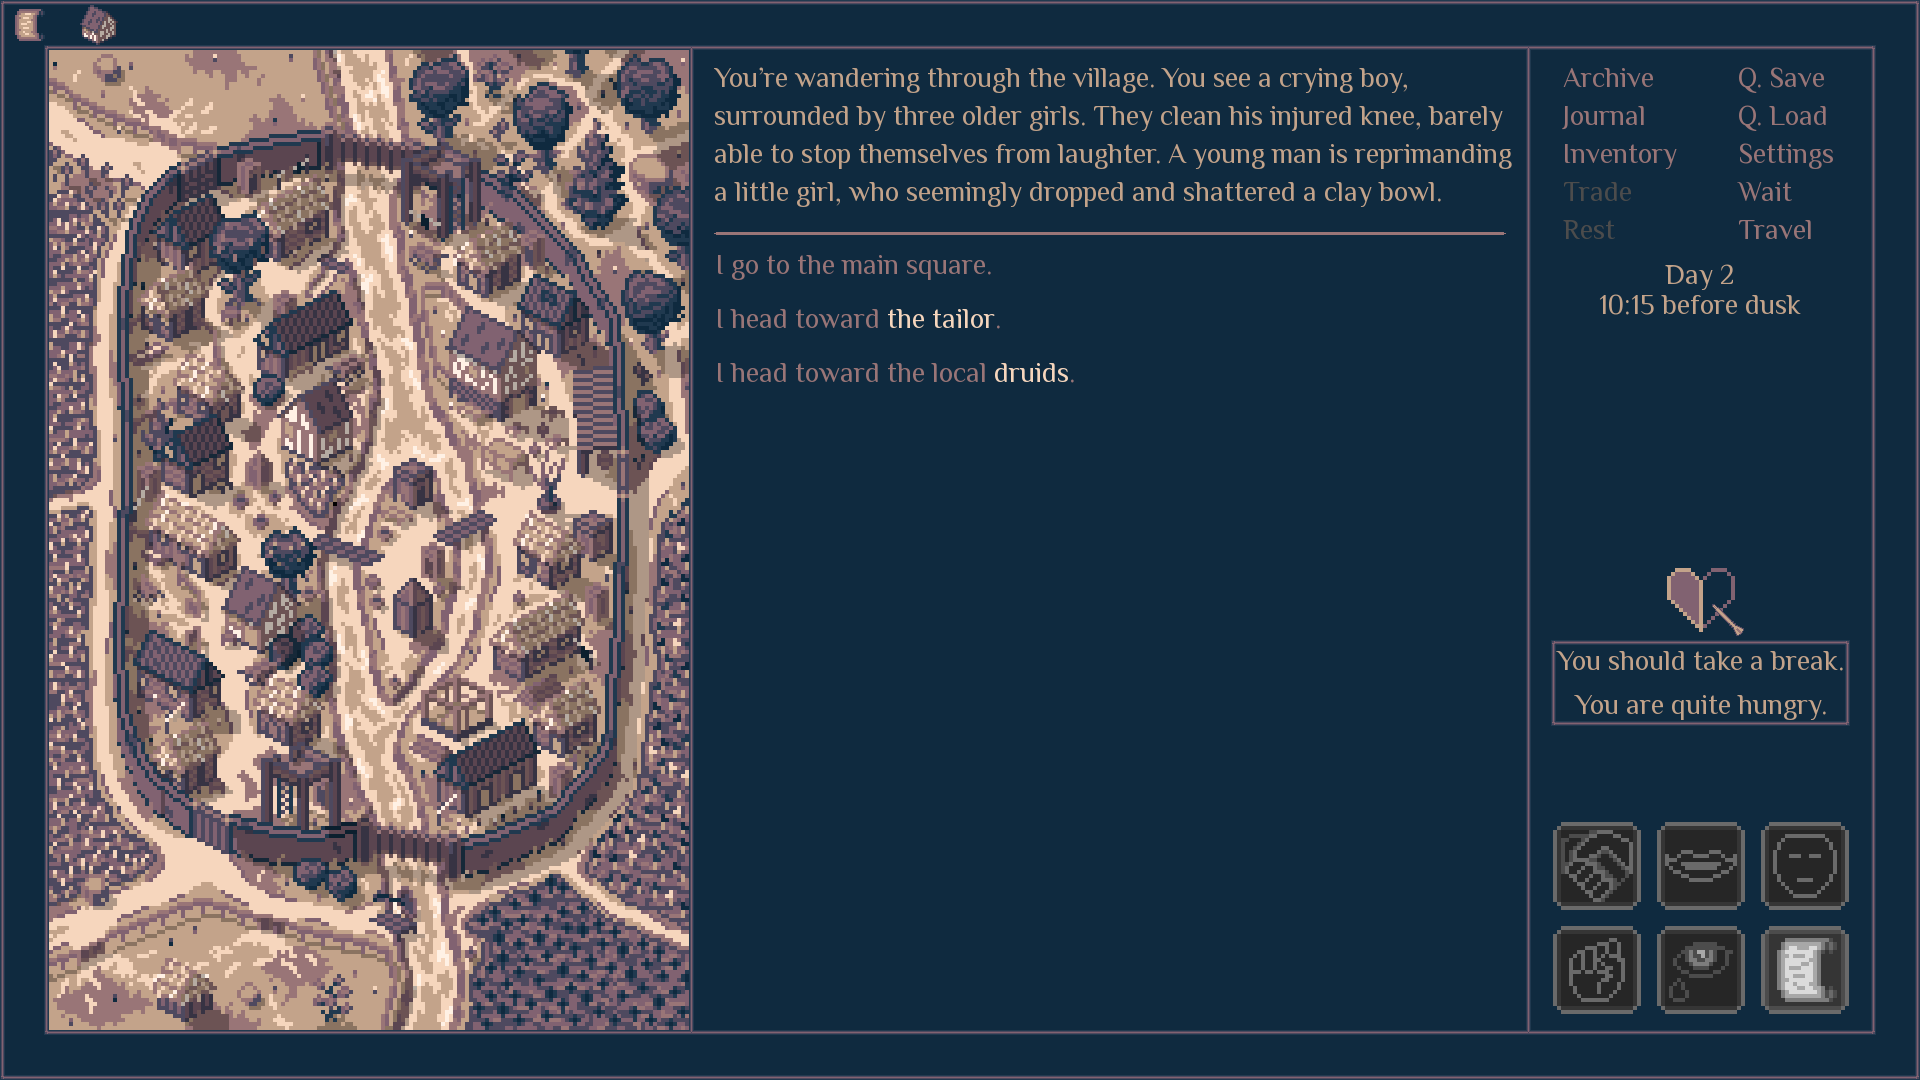 You’re wandering through the village. You see a crying boy,
surrounded by three older girls. They clean his injured knee, barely
able to stop themselves from laughter. A young man is reprimanding
a little girl, who seemingly dropped and shattered a clay bowl.
I go to the main square.
I head toward the tailor.
I head toward the local druids.
Archive
Q. Save
Journal
Q. Load
Inventory
Settings
Trade
Wait
Rest
Travel
Day 2
10:15 before dusk
You should take a break.
You are quite hungry.